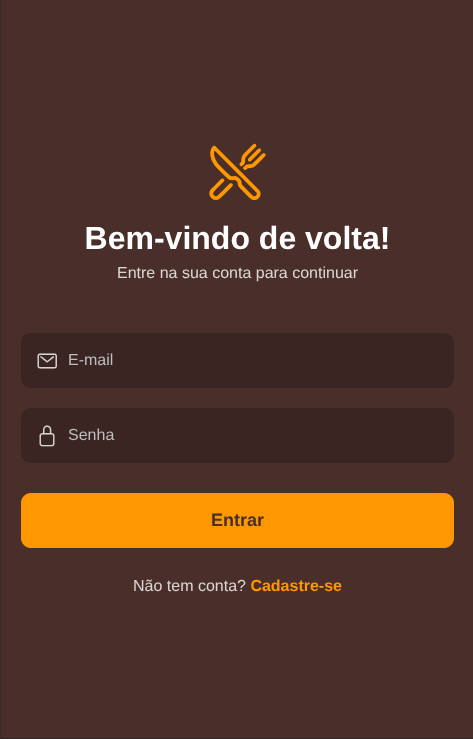 Bem-vindo de volta!
Entre na sua conta para continuar
E-mail
Senha
Entrar
Não tem conta? Cadastre-se